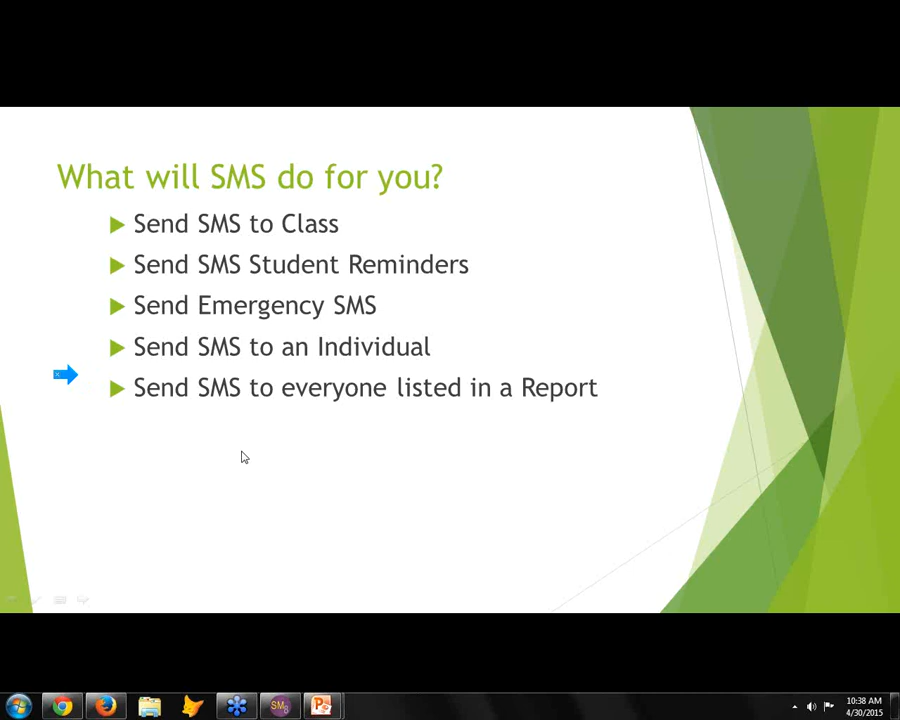 What will SMS do for you?
Send SMS to Class
Send SMS Student Reminders
Send Emergency SMS
Send SMS to an Individual
Send SMS to everyone listed in a Report
SMS
10:38 AM
4/30/2015